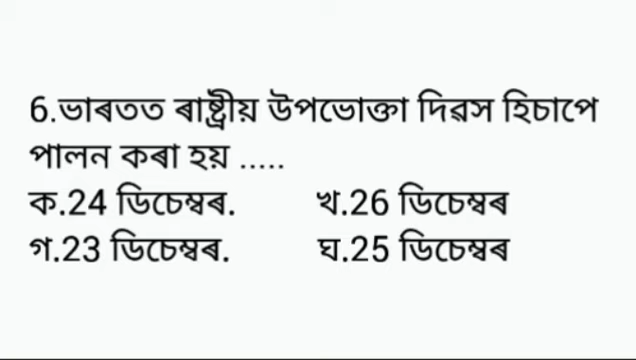 6.ভাৰতত ৰাষ্ট্ৰীয় উপভোক্তা দিৱস হিচাপে
পালন কৰা হয় .....
ক.24 ডিচেম্বৰ. খ.26 ডিচেম্বৰ
গ.23 ডিচেম্বৰ. ঘ.25 ডিচেম্বৰ